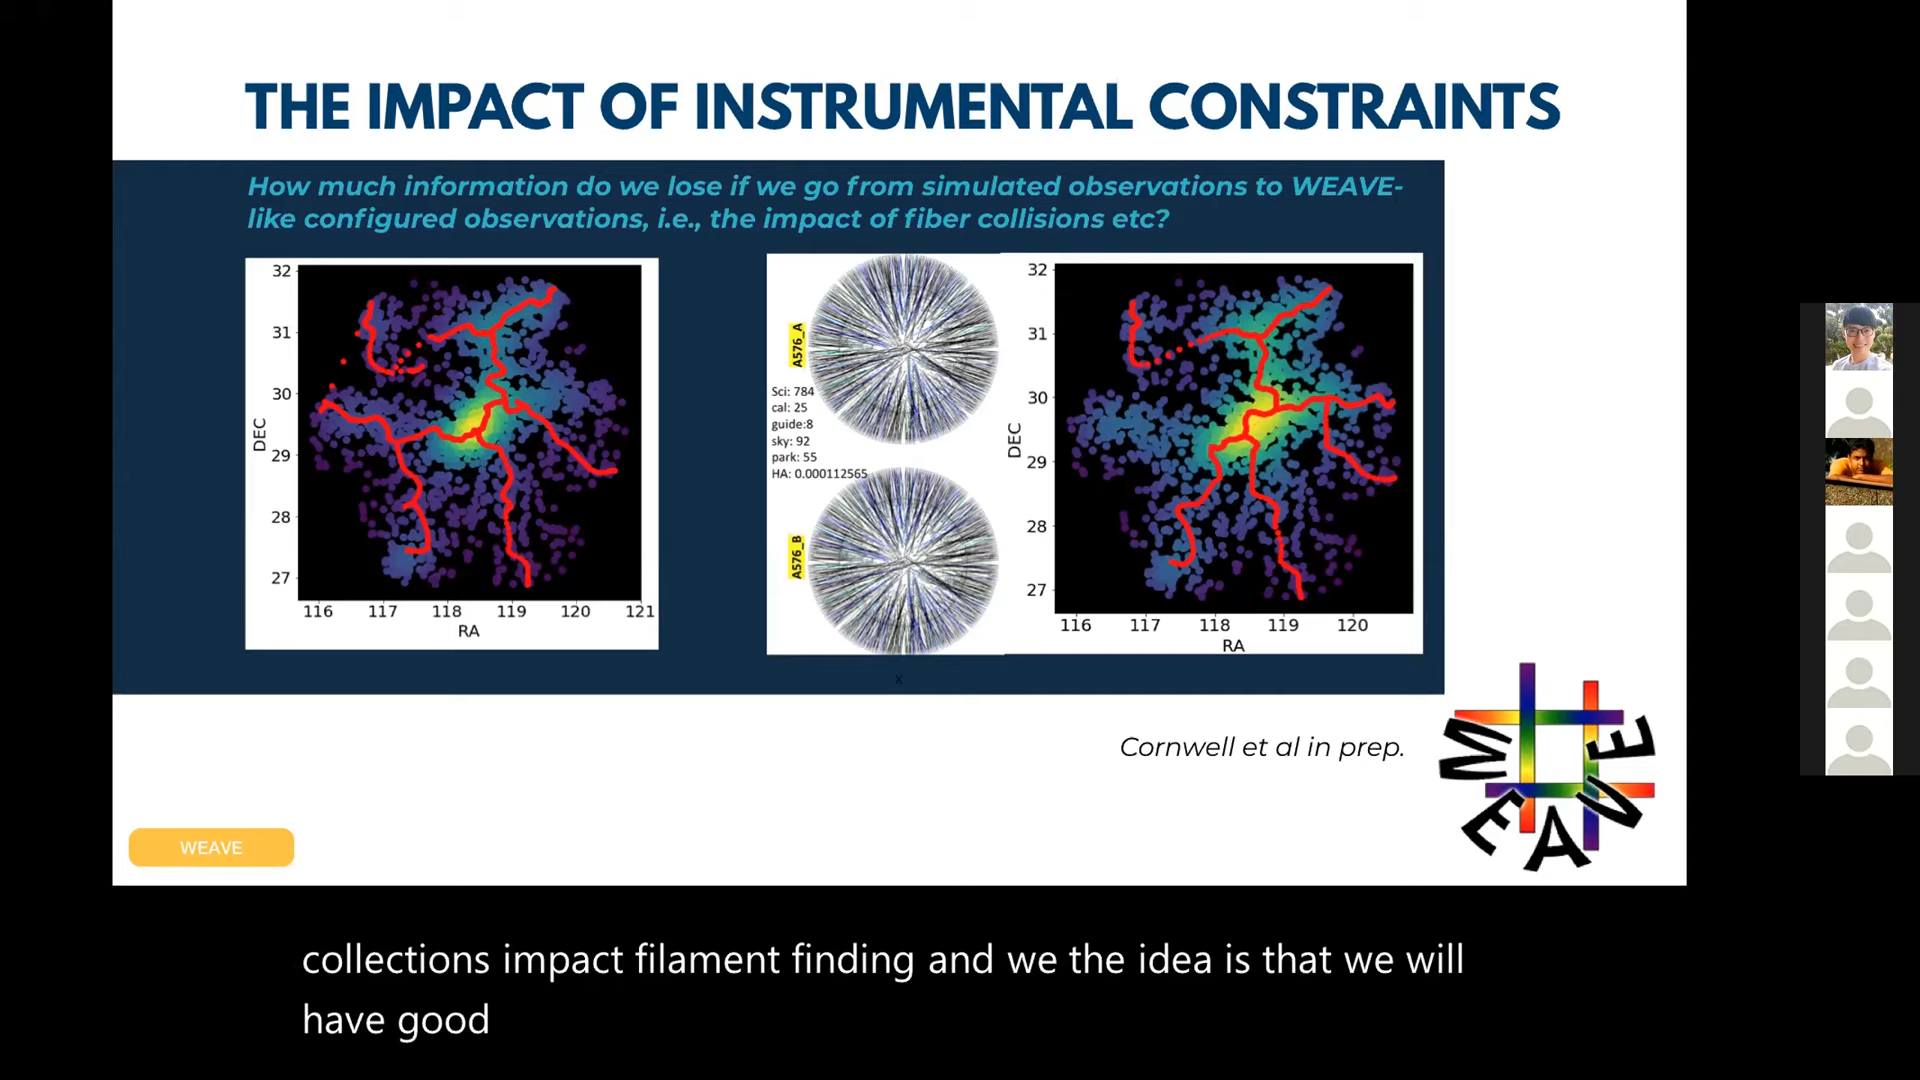 THE IMPACT OF INSTRUMENTAL CONSTRAINTS
How much information do we lose if we go from simulated observations to WEAVE-
like configured observations, i.e., the impact of fiber collisions etc?
32
31
30
29
28
27
DEC
116 117 118 119 120 121
RA
A576_A
Sci: 784
cal: 25
guide:8
sky: 92
park: 55
HA: 0.000112565
A576_B
x
32
31
30
29
28
27
DEC
116 117 118 119 120
RA
Cornwell et al in prep.
WEAVE
WEAVE
collections impact filament finding and we the idea is that we will
have good